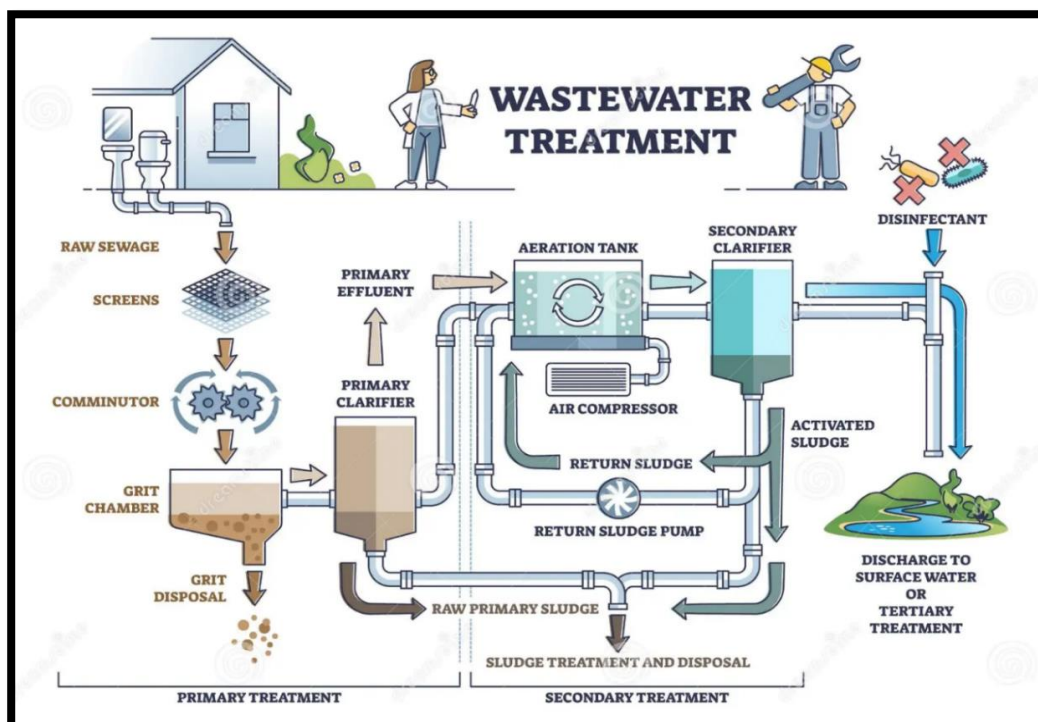 WASTEWATER
TREATMENT
DISINFECTANT
RAW SEWAGE
SCREENS
COMMINUTOR
GRIT
CHAMBER
GRIT
DISPOSAL
PRIMARY
EFFLUENT
PRIMARY
CLARIFIER
AERATION TANK
SECONDARY
CLARIFIER
AIR COMPRESSOR
ACTIVATED
SLUDGE
RETURN SLUDGE
RETURN SLUDGE PUMP
RAW PRIMARY SLUDGE
SLUDGE TREATMENT AND DISPOSAL
DISCHARGE TO
SURFACE WATER
OR
TERTIARY
TREATMENT
PRIMARY TREATMENT
SECONDARY TREATMENT